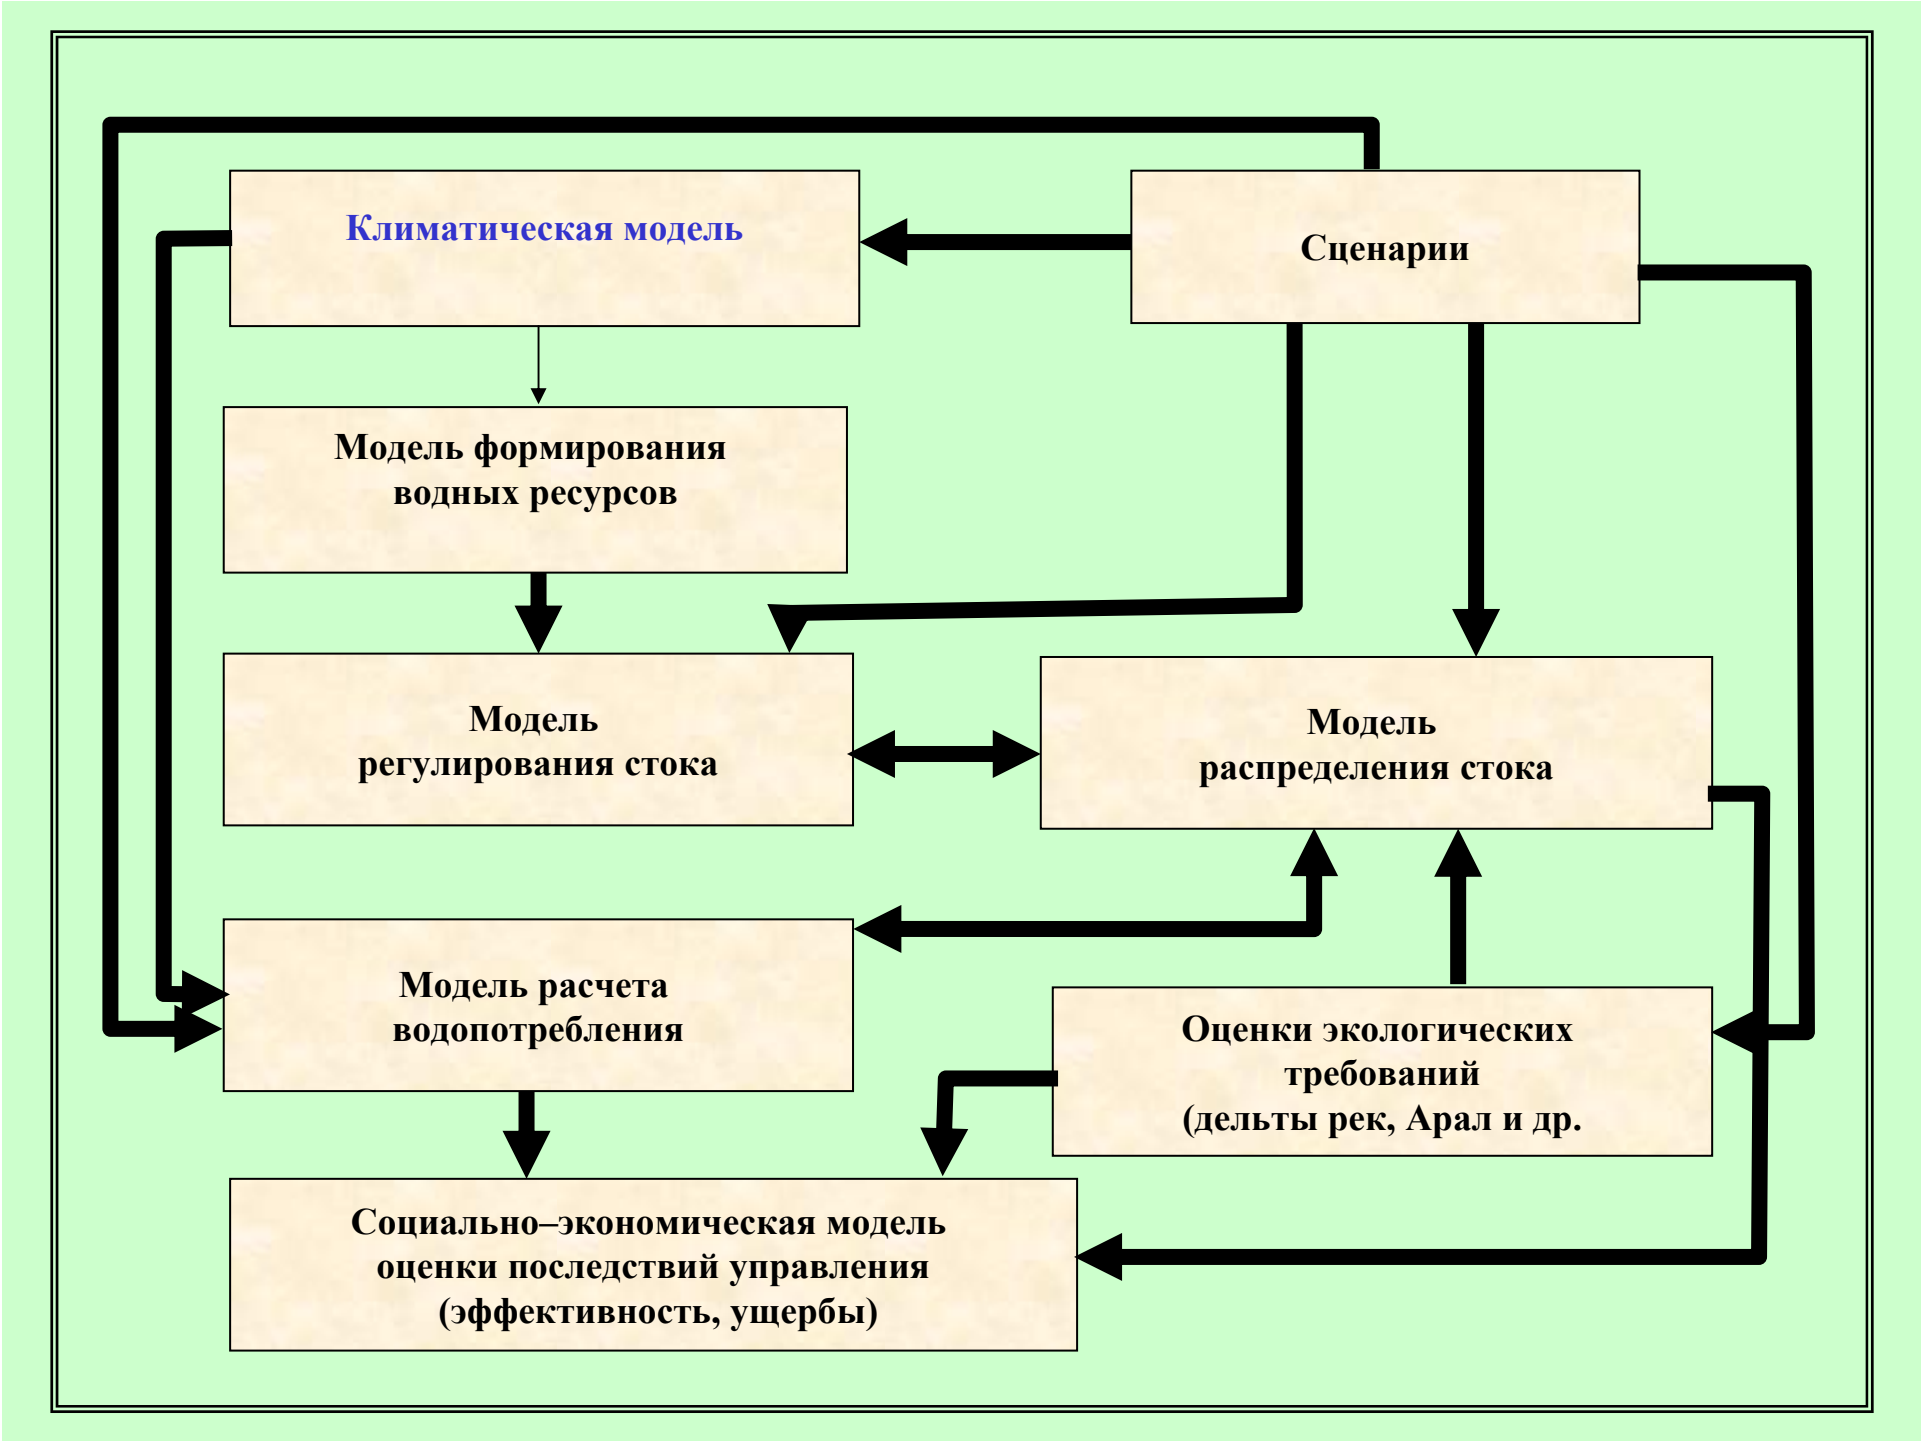 Климатическая модель
Сценарии
Модель формирования
водных ресурсов
Модель
регулирования стока
Модель
распределения стока
Модель расчета
водопотребления
Оценки экологических
требований
(дельты рек, Арал и др.
Социально–экономическая модель
оценки последствий управления
(эффективность, ущербы)